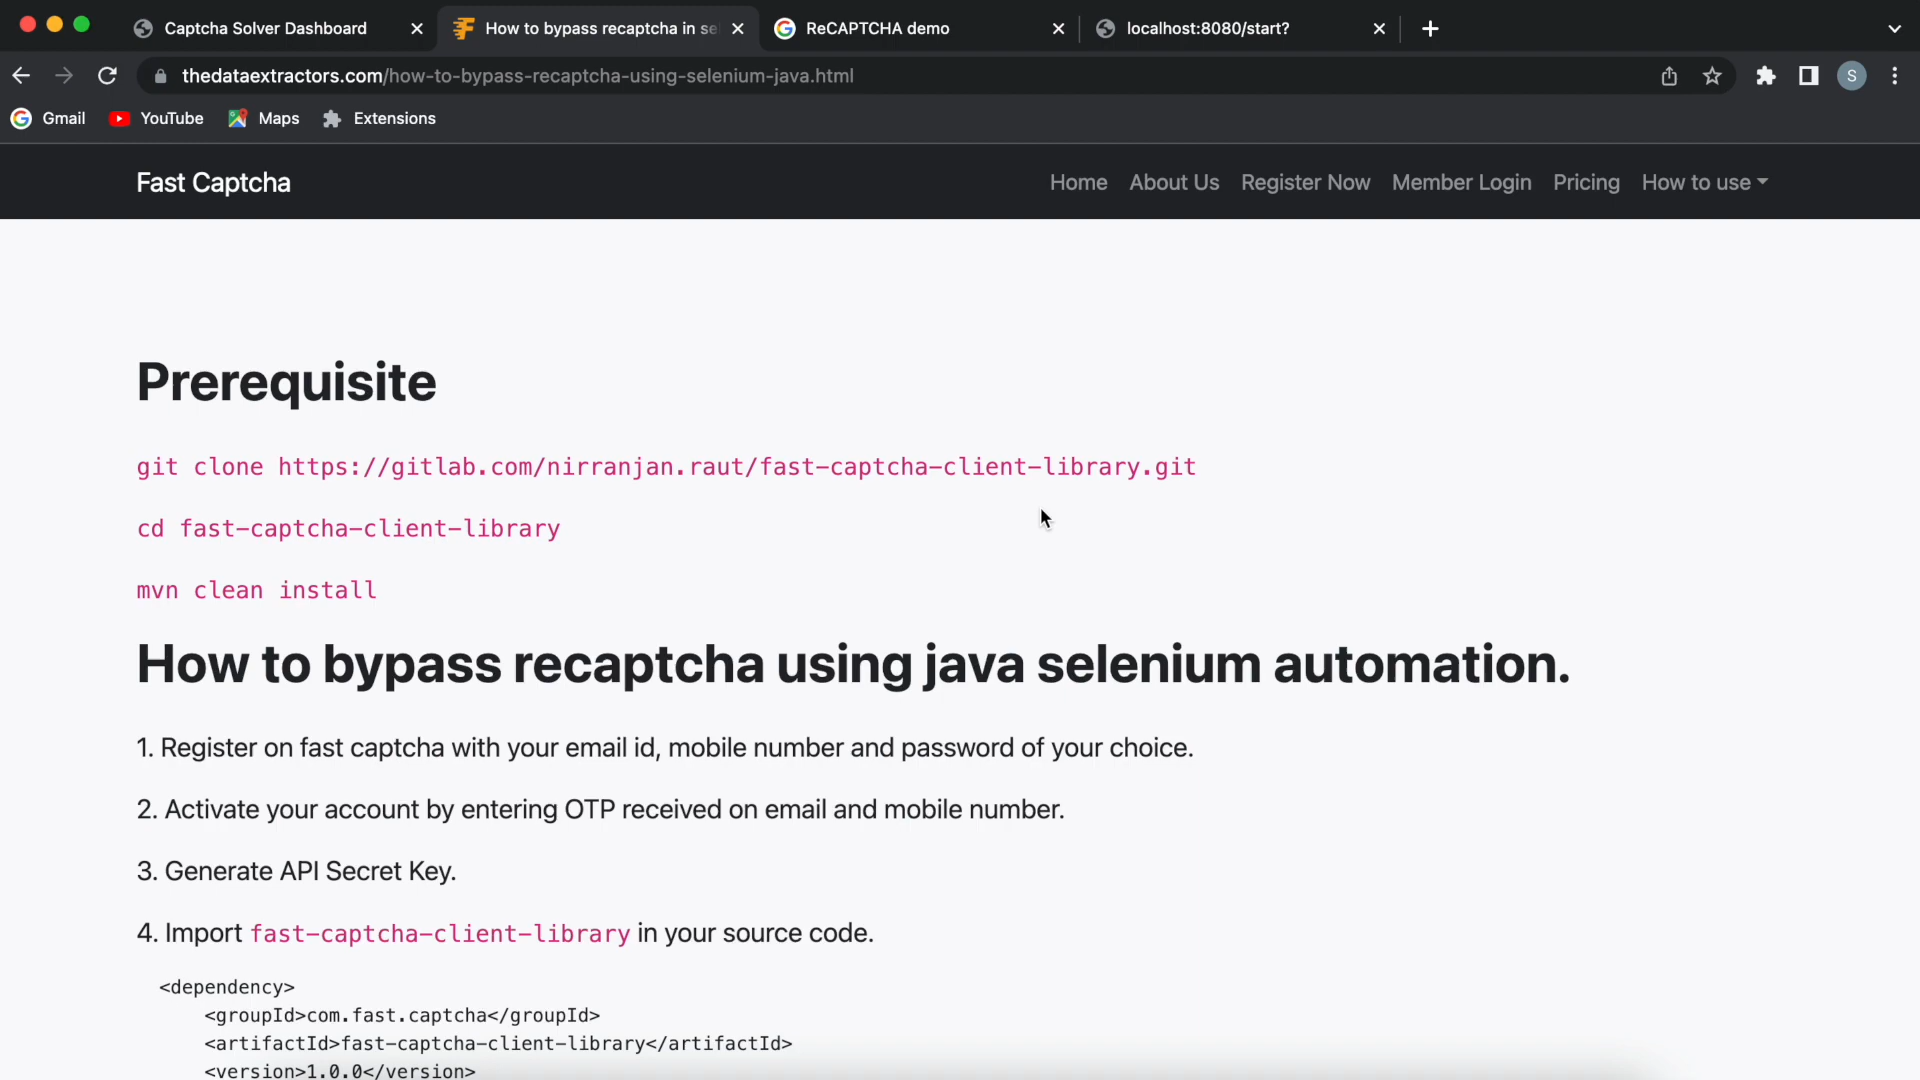 Captcha Solver Dashboard
How to bypass recaptcha in se
ReCAPTCHA demo
localhost:8080/start?
thedataextractors.com/how-to-bypass-recaptcha-using-selenium-java.html
S
Gmail
YouTube
Maps
Extensions
Fast Captcha
Home
About Us
Register Now
Member Login
Pricing
How to use
Prerequisite
git clone https://gitlab.com/nirranjan.raut/fast-captcha-client-library.git
cd fast-captcha-client-library
mvn clean install
How to bypass recaptcha using java selenium automation.
1. Register on fast captcha with your email id, mobile number and password of your choice.
2. Activate your account by entering OTP received on email and mobile number.
3. Generate API Secret Key.
4. Import fast-captcha-client-library in your source code.
<dependency>
<groupId>com.fast.captcha</groupId>
<artifactId>fast-captcha-client-library</artifactId>
<version>1.0.0</version>